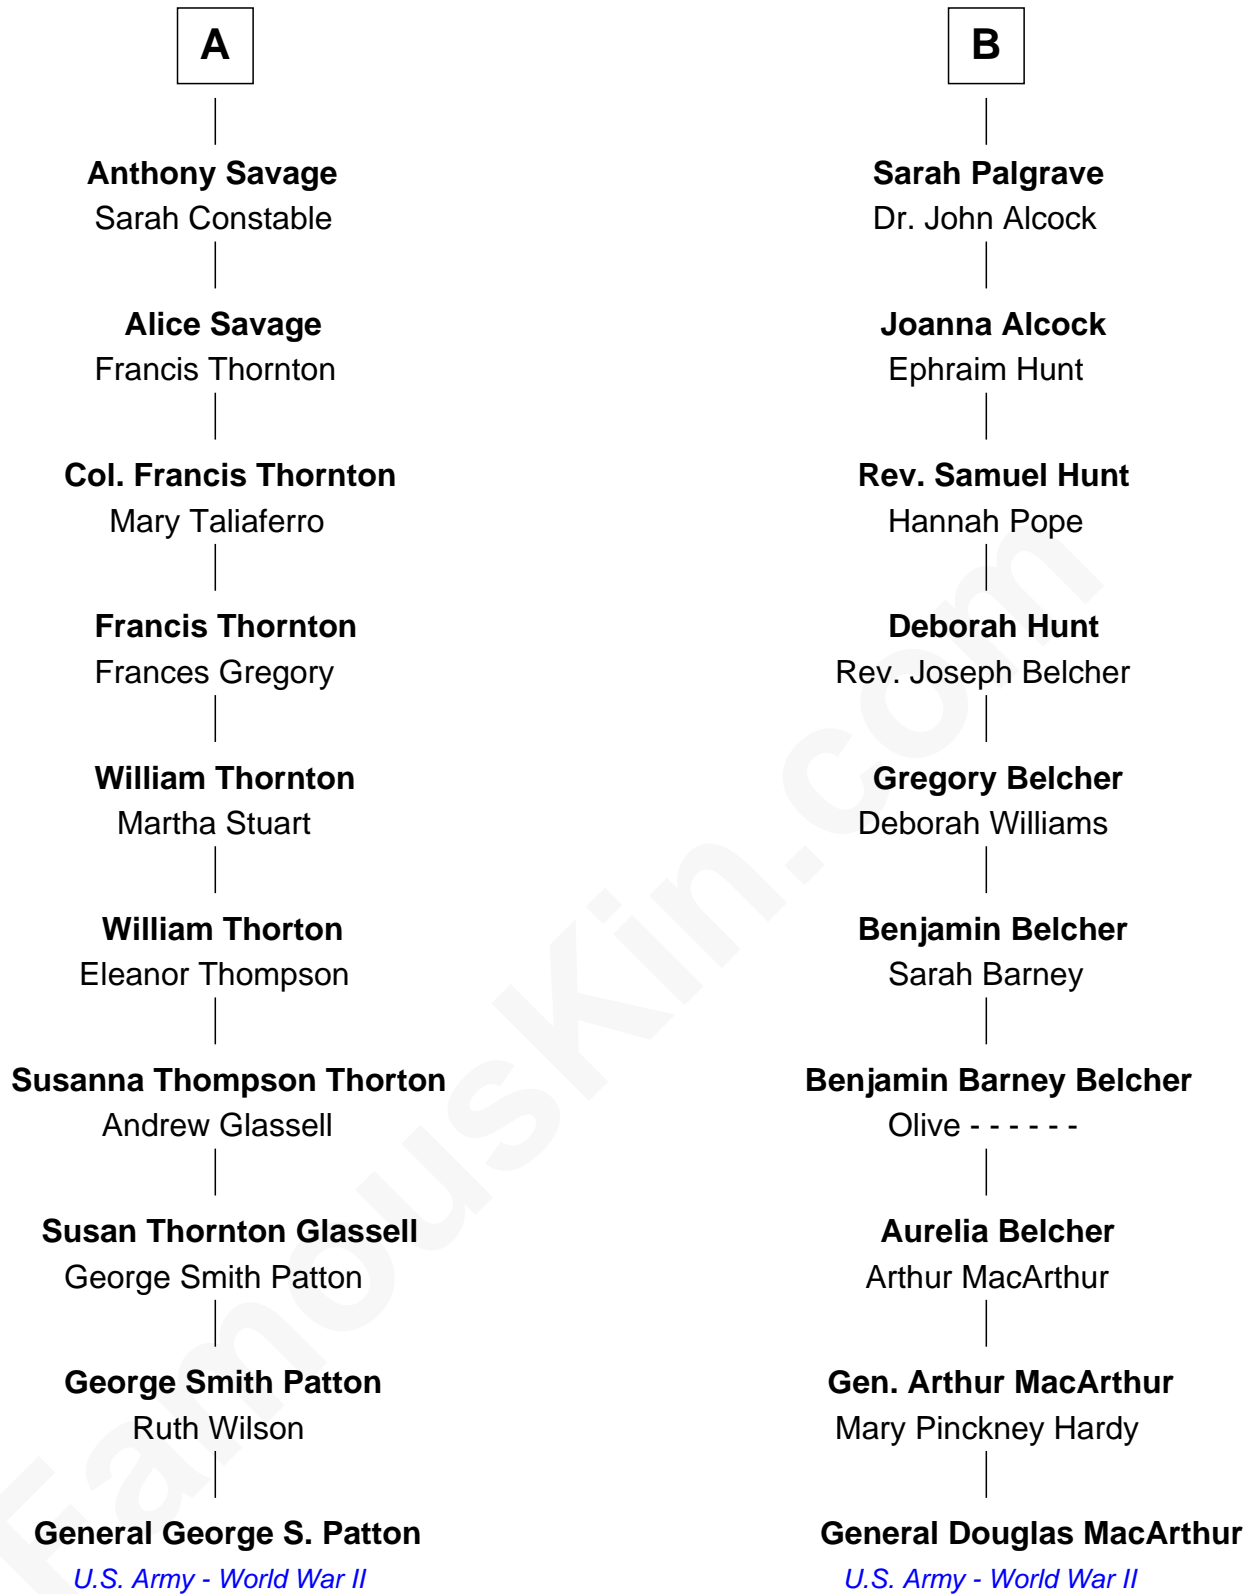 A
Anthony Savage
Sarah Constable
Alice Savage
Francis Thornton
Col. Francis Thornton
Mary Taliaferro
Francis Thornton
Frances Gregory
William Thornton
Martha Stuart
William Thorton
Eleanor Thompson
Susanna Thompson Thorton
Andrew Glassell
Susan Thornton Glassell
George Smith Patton
George Smith Patton
Ruth Wilson
General George S. Patton
U.S. Army - World War II
B
Sarah Palgrave
Dr. John Alcock
Joanna Alcock
Ephraim Hunt
Rev. Samuel Hunt
Hannah Pope
Deborah Hunt
Rev. Joseph Belcher
Gregory Belcher
Deborah Williams
Benjamin Belcher
Sarah Barney
Benjamin Barney Belcher
Olive - - - - - -
Aurelia Belcher
Arthur MacArthur
Gen. Arthur MacArthur
Mary Pinckney Hardy
General Douglas MacArthur
U.S. Army - World War II
FamousKin.com